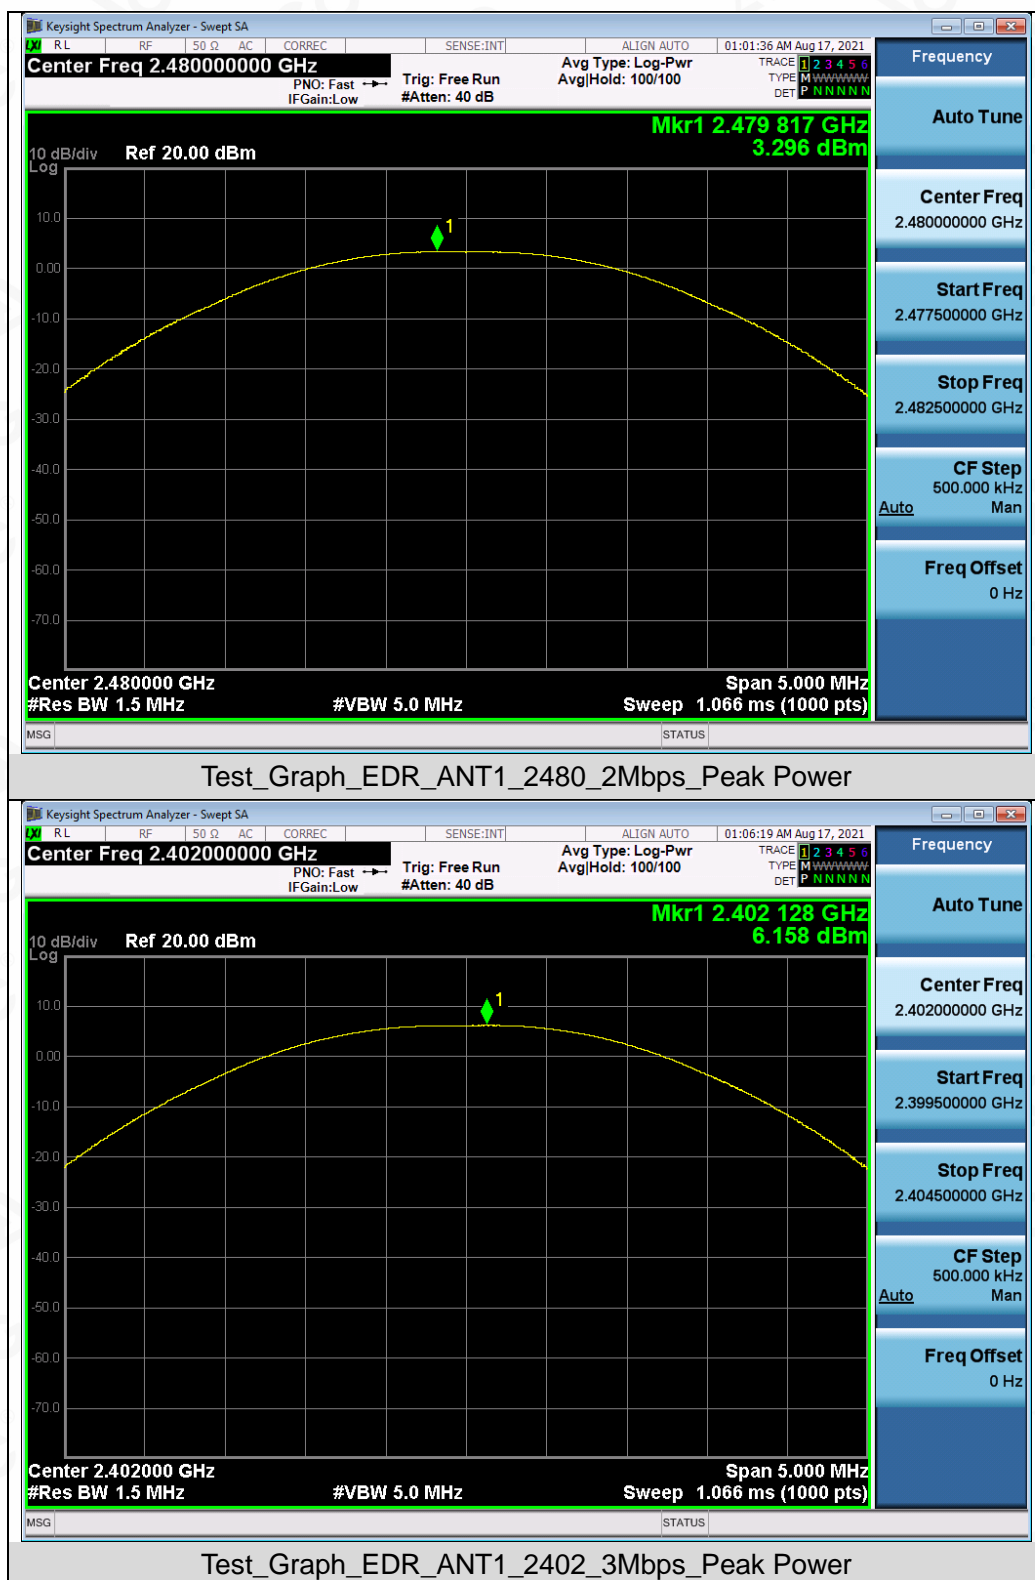 Keysight Spectrum Analyzer - Swept SA
LXI RL RF 50 Ω AC CORREC SENSE:INT ALIGN AUTO 01:01:36 AM Aug 17, 2021
Center Freq 2.480000000 GHz Avg Type: Log-Pwr TRACE 1 2 3 4 5 6
PNO: Fast Trig: Free Run Avg|Hold: 100/100 TYPE M WWWWW
IFGain:Low #Atten: 40 dB DET P N N N N N
Frequency
Mkr1 2.479 817 GHz
3.296 dBm
10 dB/div Ref 20.00 dBm
Log
10.0
0.00
-10.0
-20.0
-30.0
-40.0
-50.0
-60.0
-70.0
1
Center 2.480000 GHz Span 5.000 MHz
#Res BW 1.5 MHz #VBW 5.0 MHz Sweep 1.066 ms (1000 pts)
MSG STATUS
Auto Tune
Center Freq
2.480000000 GHz
Start Freq
2.477500000 GHz
Stop Freq
2.482500000 GHz
CF Step
500.000 kHz
Auto Man
Freq Offset
0 Hz
Test_Graph_EDR_ANT1_2480_2Mbps_Peak Power
Keysight Spectrum Analyzer - Swept SA
LXI RL RF 50 Ω AC CORREC SENSE:INT ALIGN AUTO 01:06:19 AM Aug 17, 2021
Center Freq 2.402000000 GHz Avg Type: Log-Pwr TRACE 1 2 3 4 5 6
PNO: Fast Trig: Free Run Avg|Hold: 100/100 TYPE M WWWWW
IFGain:Low #Atten: 40 dB DET P N N N N N
Frequency
Mkr1 2.402 128 GHz
6.158 dBm
10 dB/div Ref 20.00 dBm
Log
10.0
0.00
-10.0
-20.0
-30.0
-40.0
-50.0
-60.0
-70.0
1
Center 2.402000 GHz Span 5.000 MHz
#Res BW 1.5 MHz #VBW 5.0 MHz Sweep 1.066 ms (1000 pts)
MSG STATUS
Auto Tune
Center Freq
2.402000000 GHz
Start Freq
2.399500000 GHz
Stop Freq
2.404500000 GHz
CF Step
500.000 kHz
Auto Man
Freq Offset
0 Hz
Test_Graph_EDR_ANT1_2402_3Mbps_Peak Power